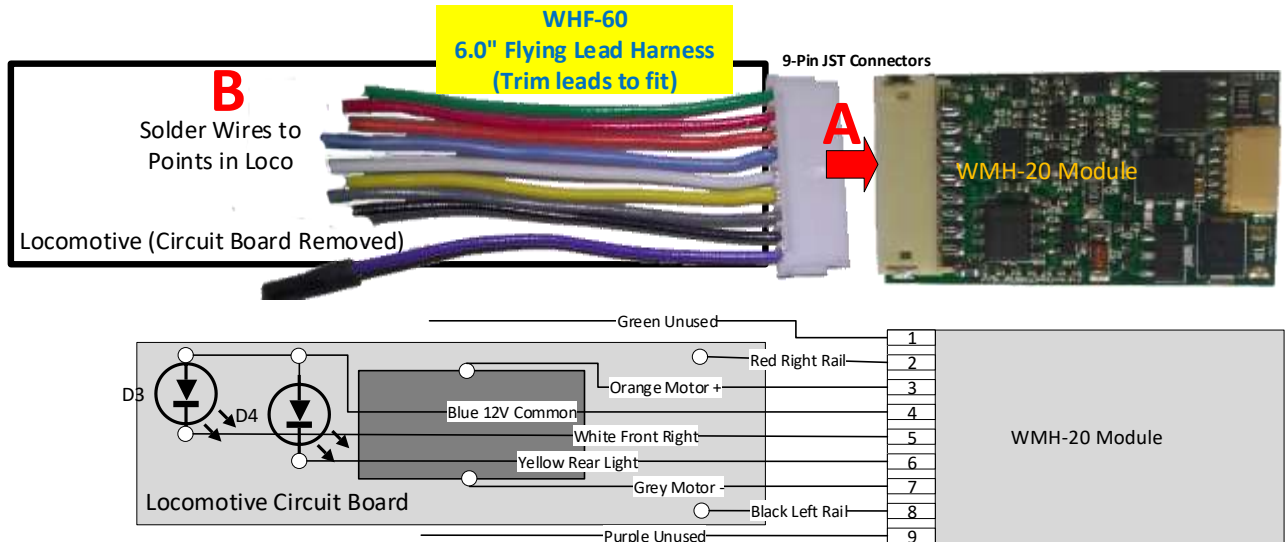 WHF-60
6.0" Flying Lead Harness
(Trim leads to fit)
9-Pin JST Connectors
B
A
Solder Wires to
Points in Loco
WMH-20 Module
Locomotive (Circuit Board Removed)
Green Unused
1
Red Right Rail
2
Orange Motor +
3
D3
D4
Blue 12V Common
4
White Front Right
5
WMH-20 Module
Yellow Rear Light
6
Grey Motor -
7
Locomotive Circuit Board
Black Left Rail
8
Purple Unused
9